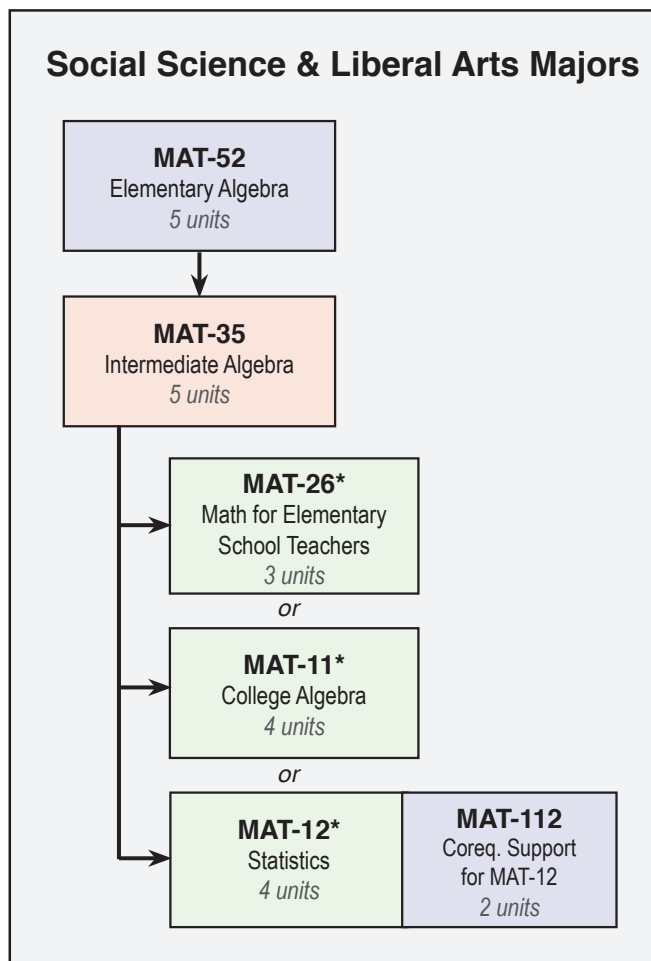 Social Science & Liberal Arts Majors
MAT-52
Elementary Algebra
5 units
MAT-35
Intermediate Algebra
5 units
MAT-26*
Math for Elementary
School Teachers
3 units
or
MAT-11*
College Algebra
4 units
or
MAT-12*
Statistics
4 units
MAT-112
Coreq. Support
for MAT-12
2 units